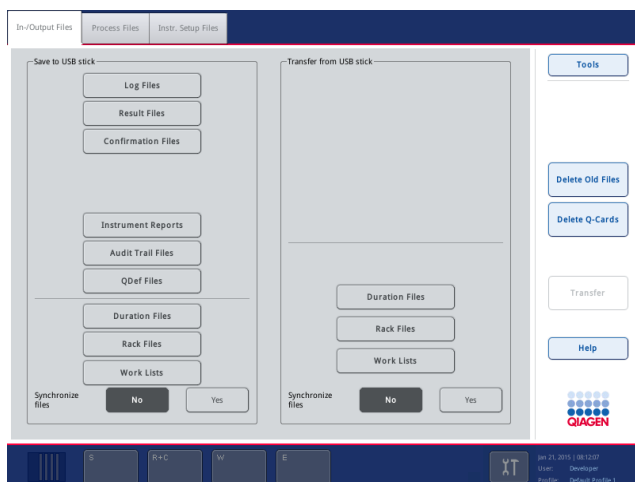 In-/Output Files
Process Files
Instr. Setup Files
Save to USB stick
Log Files
Result Files
Confirmation Files
Instrument Reports
Audit Trail Files
QDef Files
Duration Files
Rack Files
Work Lists
Synchronize
files
No
Yes
Transfer from USB stick
Duration Files
Rack Files
Work Lists
Synchronize
files
No
Yes
Tools
Delete Old Files
Delete Q-Cards
Transfer
Help
QIAGEN
S
R+C
W
E
Jan 21, 2015 | 08:12:07
User: Developer
Profile: Default Profile 1